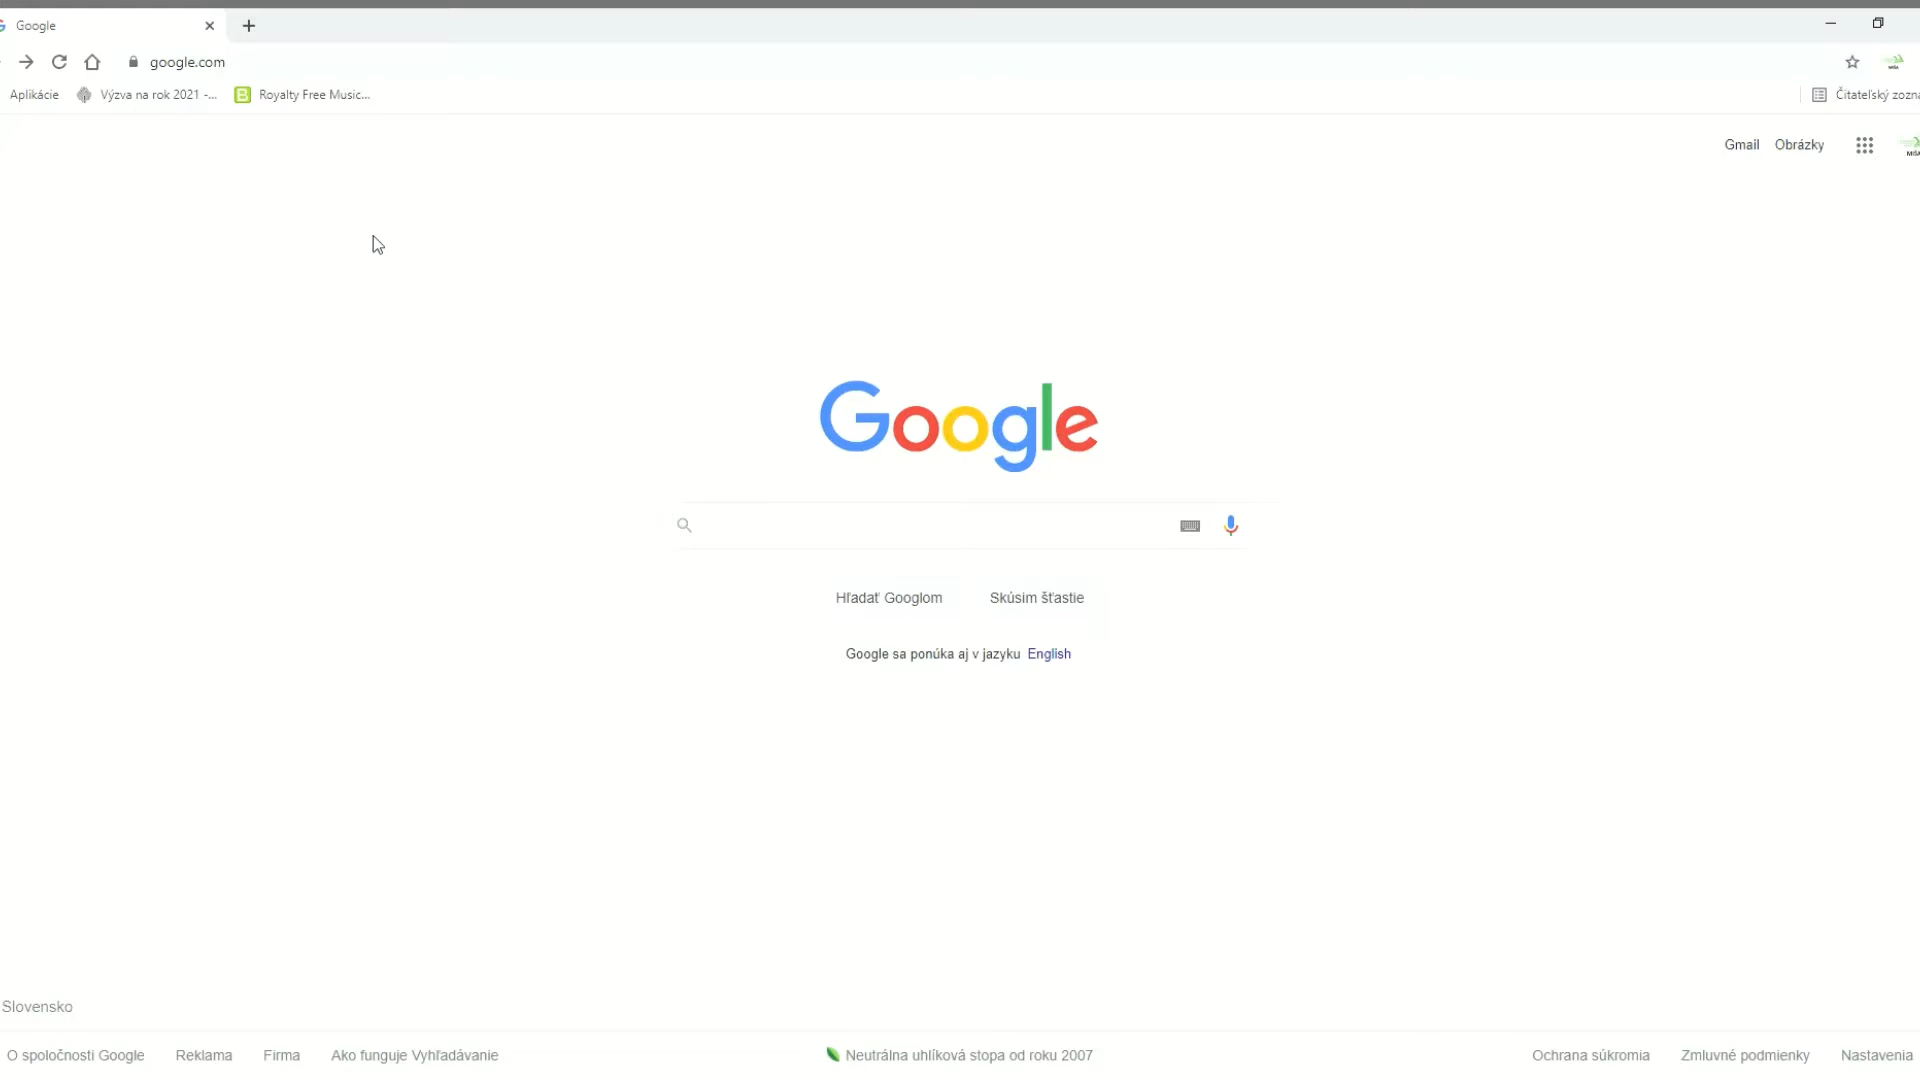 Google
google.com
Aplikácie
Výzva na rok 2021 -...
Royalty Free Music...
Čitateľský
Gmail
Obrázky
Google
Hľadať Googlom
Skúsim šťastie
Google sa ponúka aj v jazyku English
Slovensko
O spoločnosti Google
Reklama
Firma
Ako funguje Vyhľadávanie
Neutrálna uhlíková stopa od roku 2007
Ochrana súkromia
Zmluvné podmienky
Nastavenia